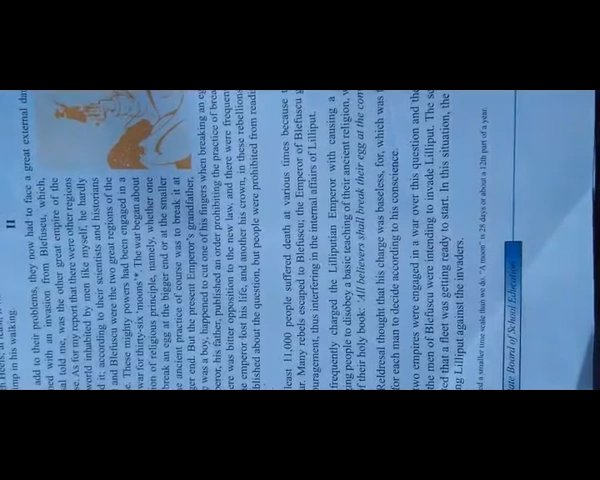 mp in his walking.
II
add to their problems, they now had to face a great external dan
ned with an invasion from Blefuscu, which,
al told me, was the other great empire of the
se. As for my report that there were other regions
world inhabited by men like myself, he hardly
d it; according to their scientists and historians
and Blefuscu were the two great regions of the
e. These mighty powers had been engaged in a
war for fifty-six 'moons'* . The war began about
ion of religious principle, namely, whether one
break an egg at the bigger end or at the smaller
he ancient practice of course was to break it at
ger end. But the present Emperor's grandfather,
e was a boy, happened to cut one of his fingers when breaking an eg
peror, his father, published an order prohibiting the practice of brea
ere was bitter opposition to the new law, and there were frequen
e emperor lost his life, and another his crown, in these rebellion
blished about the question, but people were prohibited from readi
least 11,000 people suffered death at various times because t
ur. Many rebels escaped to Blefuscu; the Emperor of Blefuscu g
ouragement, thus interfering in the internal affairs of Lilliput.
frequently charged the Lilliputian Emperor with causing a
ing people to disobey a basic teaching of their ancient religion, w
f their holy book: 'All believers shall break their egg at the con
Reldresal thought that his charge was baseless, for, which was t
for each man to decide according to his conscience.
two empires were engaged in a war over this question and the
the men of Blefuscu were intending to invade Lilliput. The se
ed that a fleet was getting ready to start. In this situation, the
ng Lilliput against the invaders.
nd a smaller time scale than we do. "A moon" is 28 days or about a 12th part of a year.
ate Board of School Education